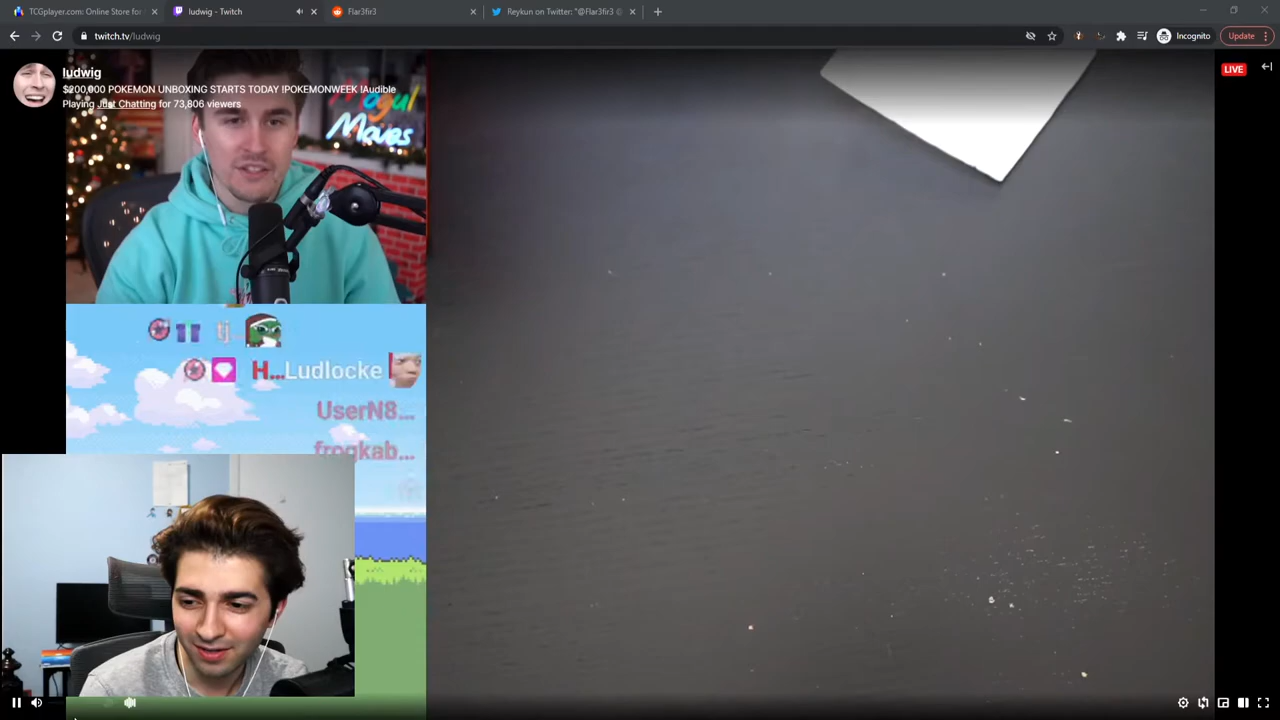 TCGplayer.com: Online Store for
ludwig - Twitch
Flar3fir3
Reykun on Twitter: "@Flar3fir3 @
twitch.tv/ludwig
Incognito
Update
ludwig
$200,000 POKEMON UNBOXING STARTS TODAY !POKEMONWEEK !Audible
Playing Just Chatting for 73,806 viewers
LIVE
Mogul
Moves
tj
H...Ludlocke
UserN8...
frogkab...